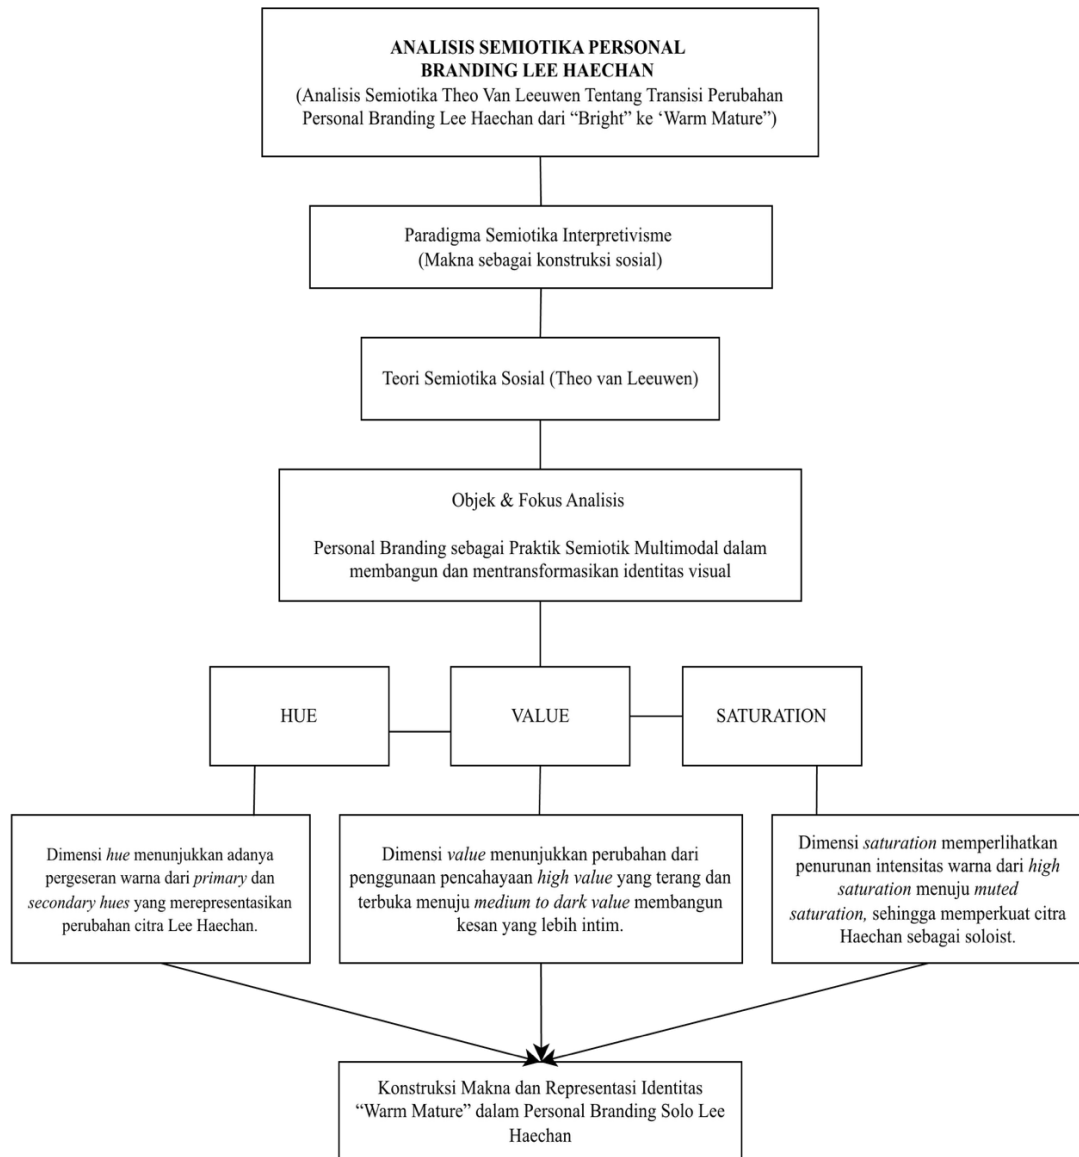 ANALISIS SEMIOTIKA PERSONAL
BRANDING LEE HAECHAN
(Analisis Semiotika Theo Van Leeuwen Tentang Transisi Perubahan
Personal Branding Lee Haechan dari “Bright” ke ‘Warm Mature”)
Paradigma Semiotika Interpretivisme
(Makna sebagai konstruksi sosial)
Teori Semiotika Sosial (Theo van Leeuwen)
Objek & Fokus Analisis
Personal Branding sebagai Praktik Semiotik Multimodal dalam
membangun dan mentransformasikan identitas visual
HUE
VALUE
SATURATION
Dimensi hue menunjukkan adanya
pergeseran warna dari primary dan
secondary hues yang merepresentasikan
perubahan citra Lee Haechan.
Dimensi value menunjukkan perubahan dari
penggunaan pencahayaan high value yang terang dan
terbuka menuju medium to dark value membangun
kesan yang lebih intim.
Dimensi saturation memperlihatkan
penurunan intensitas warna dari high
saturation menuju muted
saturation, sehingga memperkuat citra
Haechan sebagai soloist.
Konstruksi Makna dan Representasi Identitas
“Warm Mature” dalam Personal Branding Solo Lee
Haechan